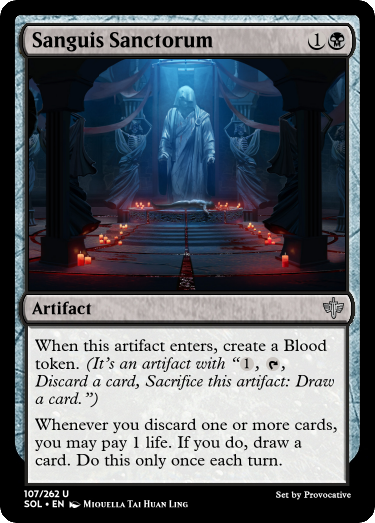 Sanguis Sanctorum 1
Artifact
When this artifact enters, create a Blood
token. (It's an artifact with “1, ,
Discard a card, Sacrifice this artifact: Draw
a card.”)
Whenever you discard one or more cards,
you may pay 1 life. If you do, draw a
card. Do this only once each turn.
107/262 U
SOL • EN Miouella Tai Huan Ling
Set by Provocative